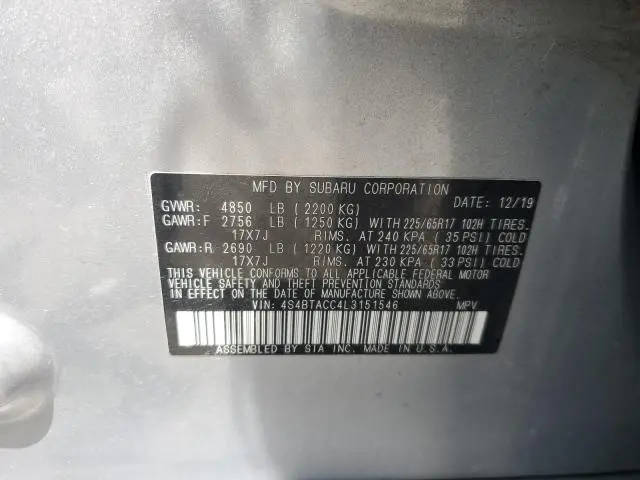 MFD BY SUBARU CORPORATION DATE: 12/19
GVWR: 4850 LB (2200 KG)
GAWR:F 2756 LB (1250 KG) WITH 225/65R17 102H TIRES.
17X7J RIMS. AT 240 KPA (35 PSI) COLD
GAWR:R 2690 LB (1220 KG) WITH 225/65R17 102H TIRES.
17X7J RIMS. AT 230 KPA (33 PSI) COLD
THIS VEHICLE CONFORMS TO ALL APPLICABLE FEDERAL MOTOR
VEHICLE SAFETY AND THEFT PREVENTION STANDARDS IN
EFFECT ON THE DATE OF MANUFACTURE SHOWN ABOVE.
VIN: 4S4BTACC4L3151546 MPV
ASSEMBLED BY SIA INC. MADE IN U.S.A.